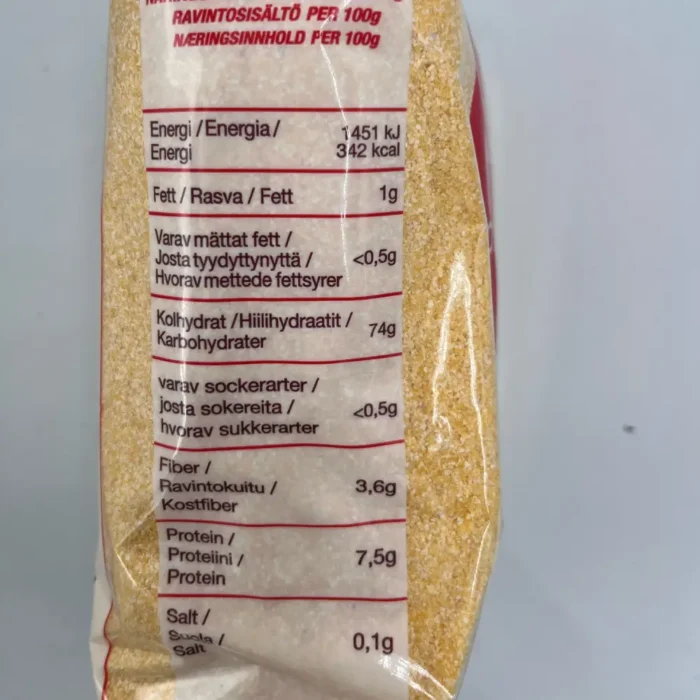 RAVINTOSISÄLTÖ PER 100g
NÆRINGSINNHOLD PER 100g
Energi / Energia / 1451 kJ
Energi 342 kcal
Fett / Rasva / Fett 1g
Varav mättat fett /
Josta tyydyttynyttä / <0,5g
Hvorav mettede fettsyrer
Kolhydrat / Hiilihydraatit / 74g
Karbohydrater
varav sockerarter /
josta sokereita / <0,5g
hvorav sukkerarter
Fiber /
Ravintokuitu / 3,6g
Kostfiber
Protein /
Proteiini / 7,5g
Protein
Salt /
Suola / 0,1g
Salt